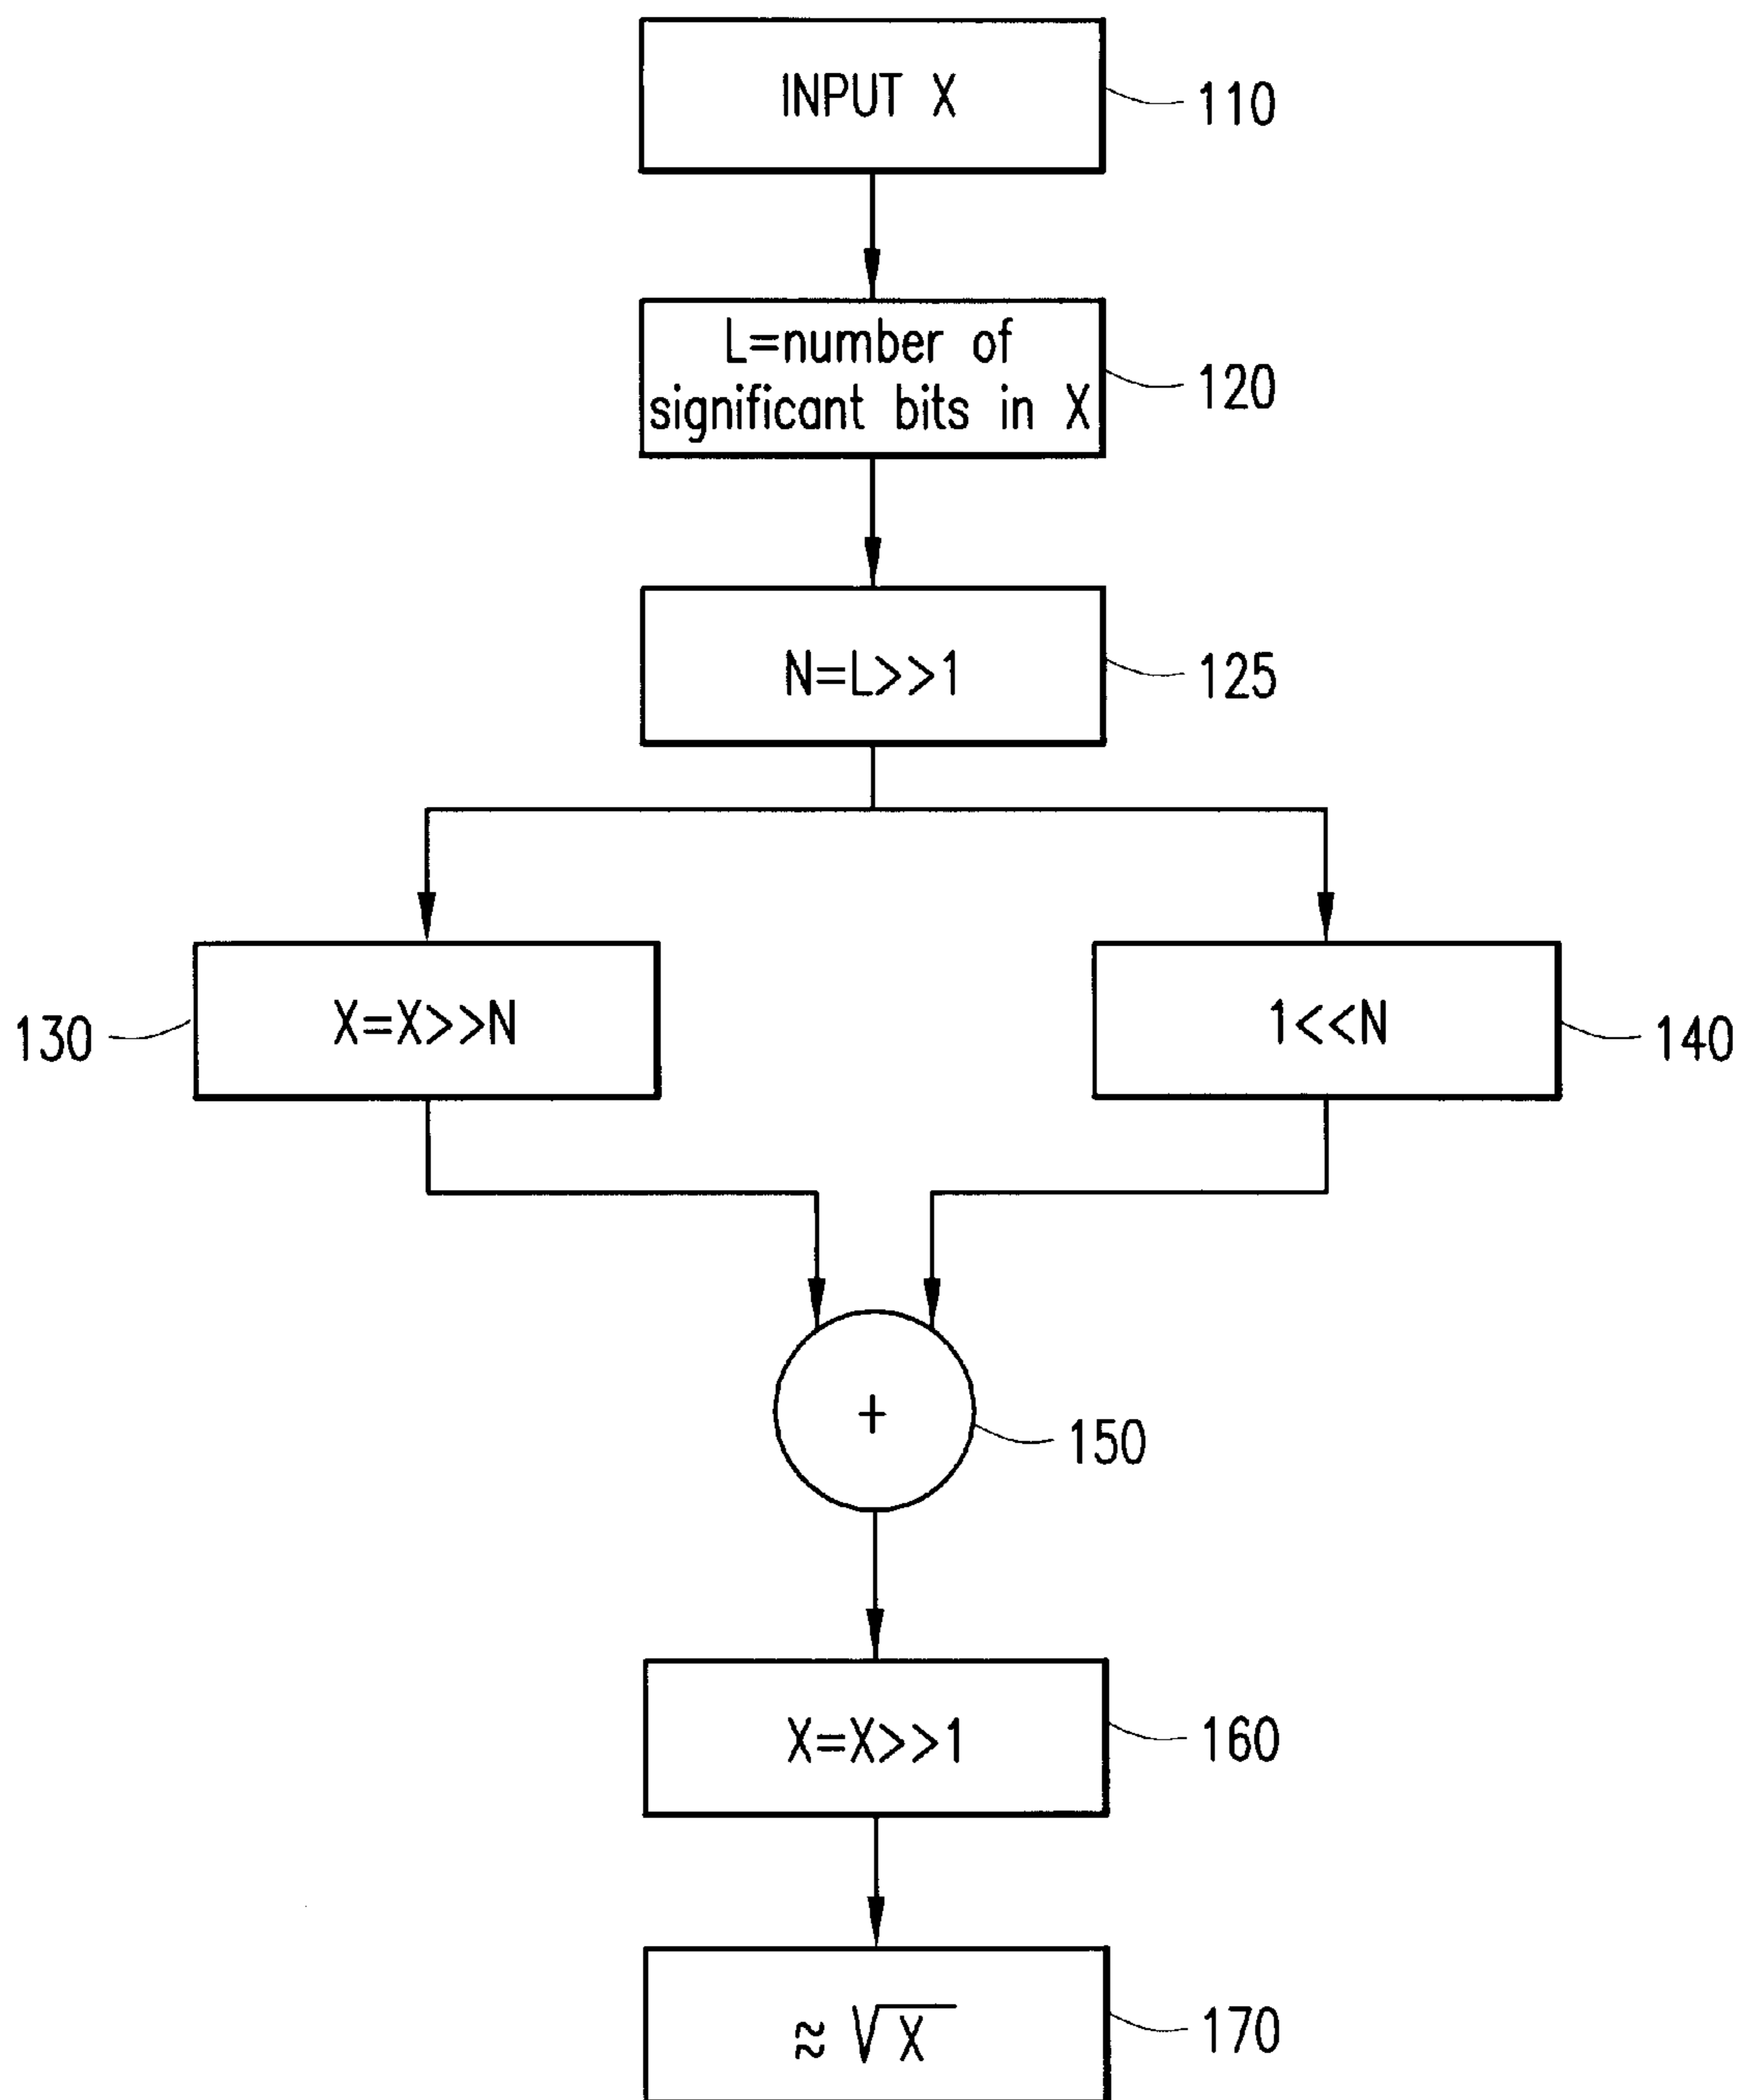 INPUT X
110
L=number of
significant bits in X
120
N=L>>1
125
X=X>>N
130
1<<N
140
+
150
X=X>>1
160
≈ √X
170